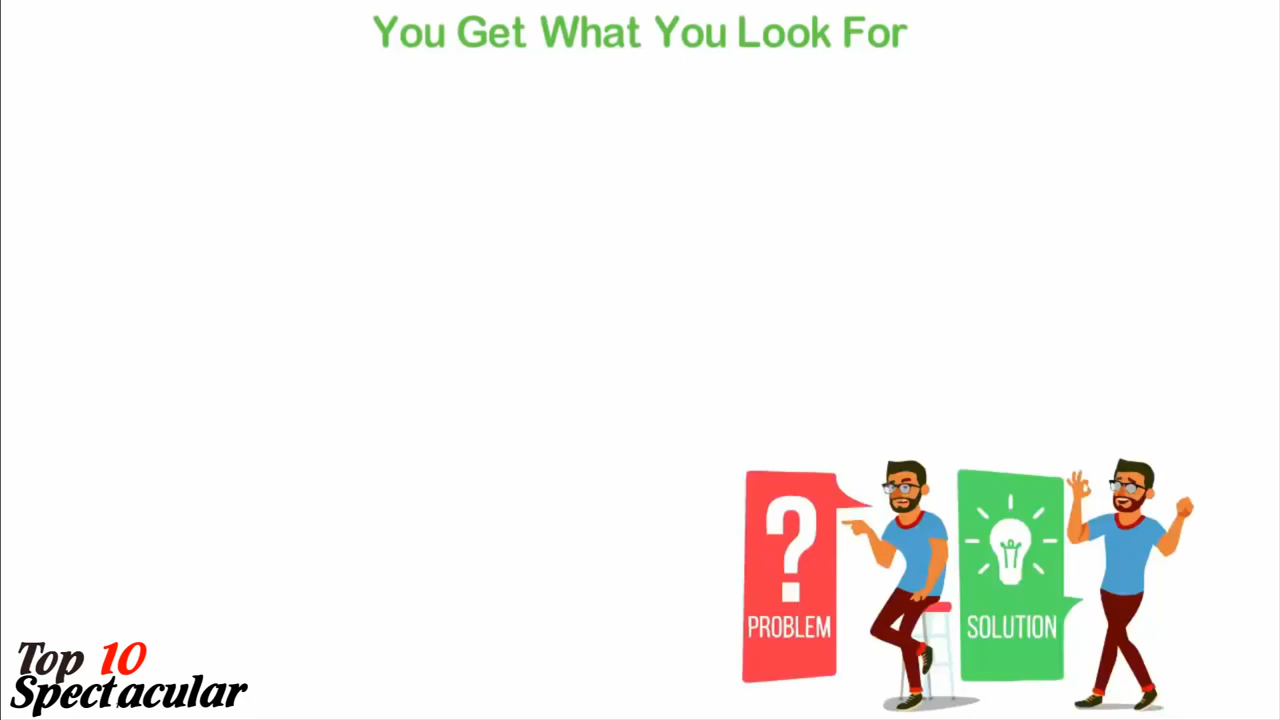 You Get What You Look For
?
PROBLEM
SOLUTION
Top 10
Spectacular